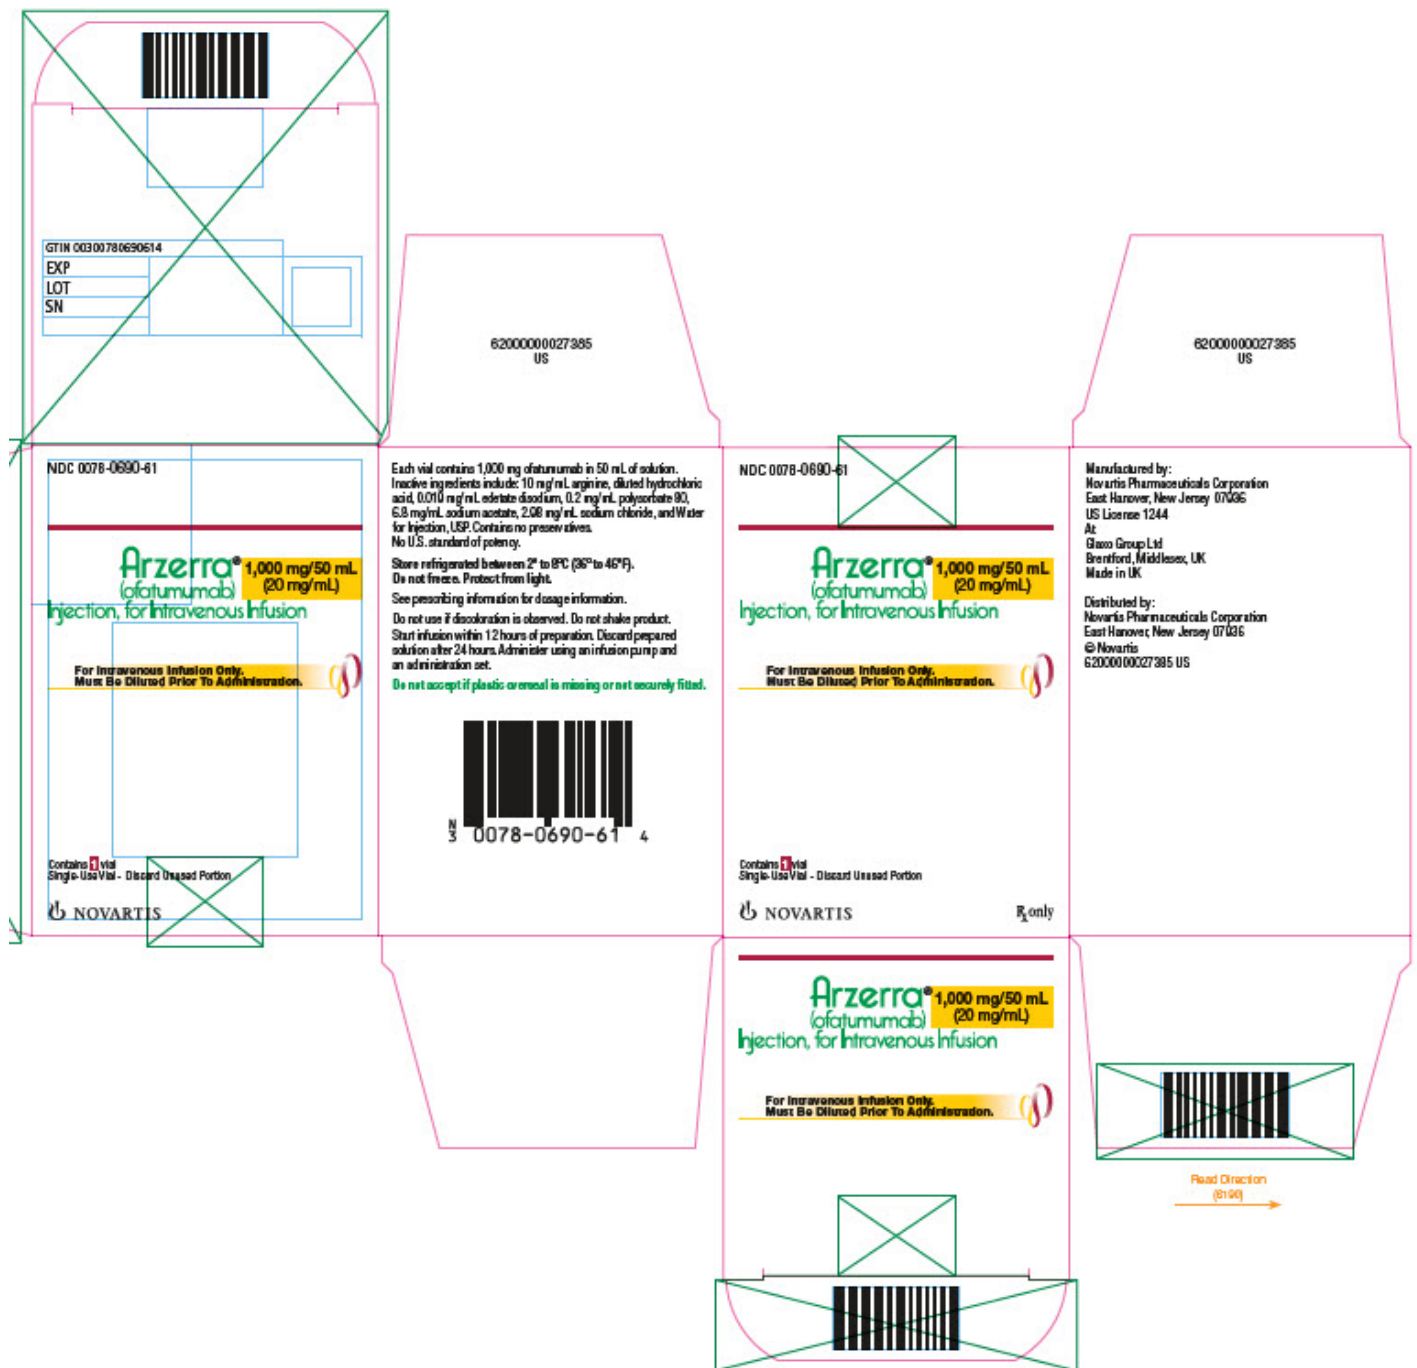 GTIN 00300780690614
EXP
LOT
SN
62000000027385
US
62000000027385
US
NDC 0078-0690-61
Arzerra® 1,000 mg/50 mL
(ofatumumab) (20 mg/mL)
Injection, for Intravenous Infusion
For Intravenous Infusion Only.
Must Be Diluted Prior To Administration.
Contains 1 vial
Single-Use Vial - Discard Unused Portion
NOVARTIS
Each vial contains 1,000 mg ofatumumab in 50 mL of solution.
Inactive ingredients include: 10 mg/mL arginine, diluted hydrochloric
acid, 0.019 mg/mL edetate disodium, 0.2 mg/mL polysorbate 80,
6.8 mg/mL sodium acetate, 2.98 mg/mL sodium chloride, and Water
for Injection, USP. Contains no preservatives.
No U.S. standard of potency.
Store refrigerated between 2° to 8°C (36° to 46°F).
Do not freeze. Protect from light.
See prescribing information for dosage information.
Do not use if discoloration is observed. Do not shake product.
Start infusion within 12 hours of preparation. Discard prepared
solution after 24 hours. Administer using an infusion pump and
an administration set.
Do not accept if plastic overseal is missing or not securely fitted.
N
3 0078-0690-61 4
NDC 0078-0690-61
Arzerra® 1,000 mg/50 mL
(ofatumumab) (20 mg/mL)
Injection, for Intravenous Infusion
For Intravenous Infusion Only.
Must Be Diluted Prior To Administration.
Contains 1 vial
Single-Use Vial - Discard Unused Portion
NOVARTIS
Rx only
Manufactured by:
Novartis Pharmaceuticals Corporation
East Hanover, New Jersey 07936
US License 1244
At:
Glaxo Group Ltd
Brentford, Middlesex, UK
Made in UK
Distributed by:
Novartis Pharmaceuticals Corporation
East Hanover, New Jersey 07936
© Novartis
62000000027385 US
Arzerra® 1,000 mg/50 mL
(ofatumumab) (20 mg/mL)
Injection, for Intravenous Infusion
For Intravenous Infusion Only.
Must Be Diluted Prior To Administration.
Read Direction
(6190)